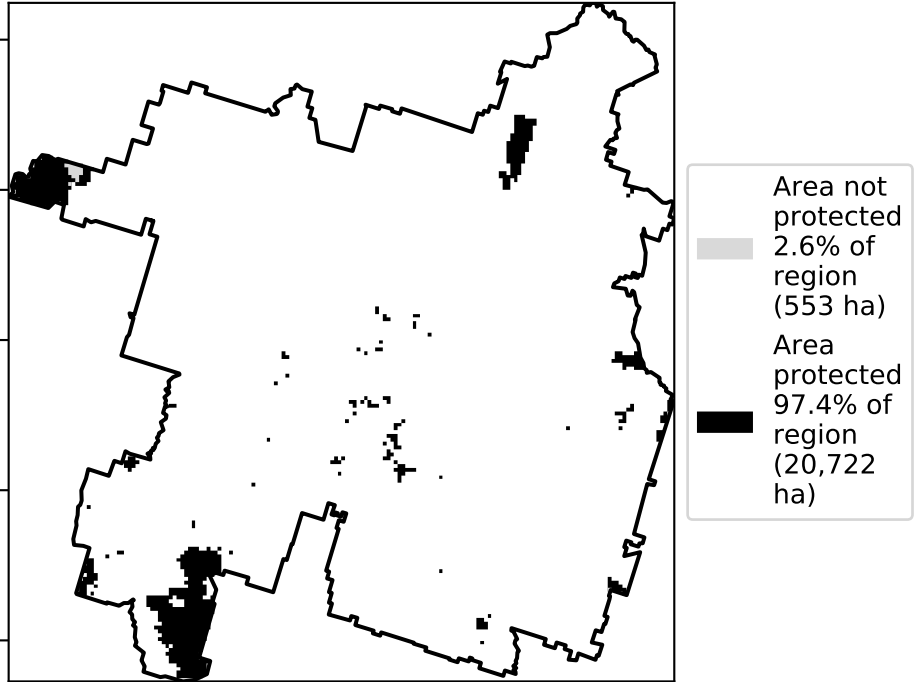 Area not
protected
2.6% of
region
(553 ha)
Area
protected
97.4% of
region
(20,722
ha)